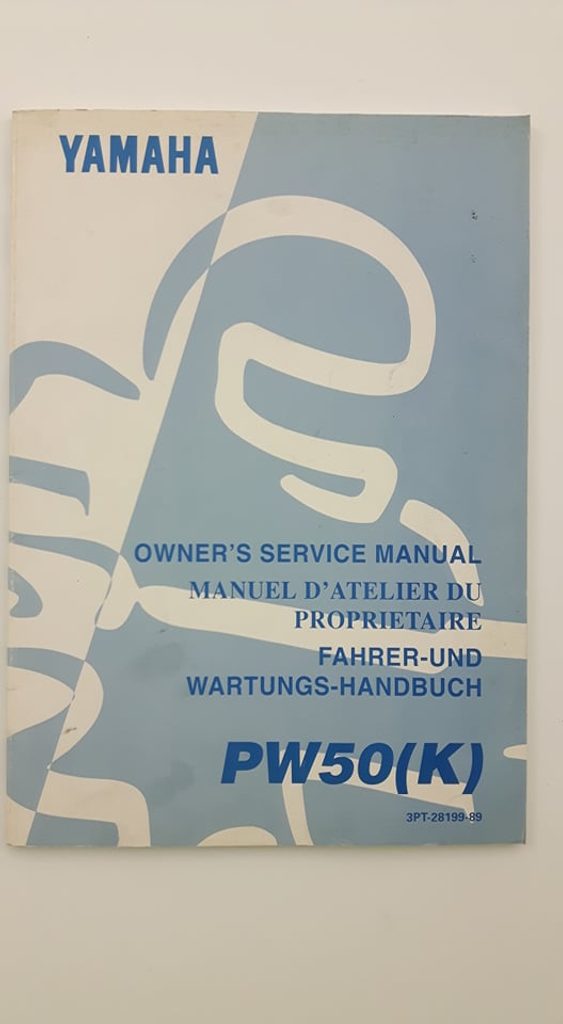 YAMAHA
OWNER'S SERVICE MANUAL
MANUEL D'ATELIER DU
PROPRIETAIRE
FAHRER-UND
WARTUNGS-HANDBUCH
PW50(K)
3PT-28199-89